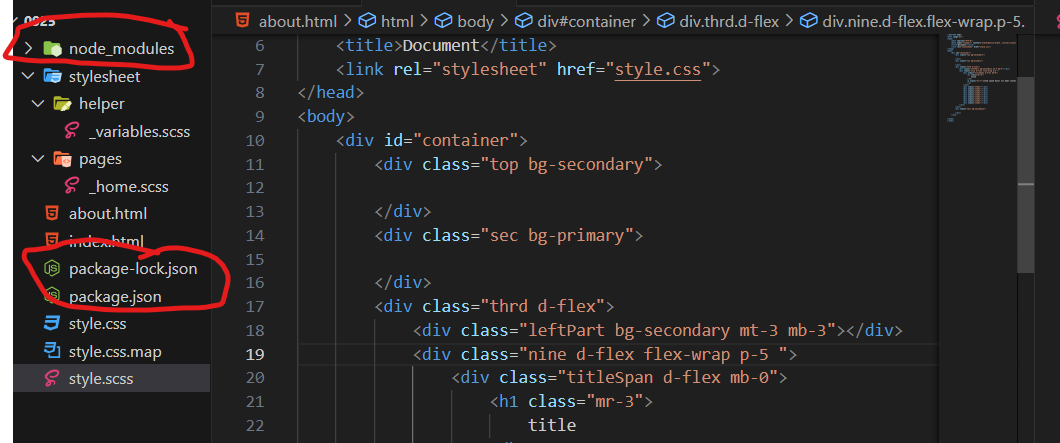 0925
node_modules
stylesheet
helper
_variables.scss
pages
_home.scss
about.html
index.html
package-lock.json
package.json
style.css
style.css.map
style.scss
about.html > html > body > div#container > div.thrd.d-flex > div.nine.d-flex.flex-wrap.p-5.
6 <title>Document</title>
7 <link rel="stylesheet" href="style.css">
8 </head>
9 <body>
10 <div id="container">
11 <div class="top bg-secondary">
12
13 </div>
14 <div class="sec bg-primary">
15
16 </div>
17 <div class="thrd d-flex">
18 <div class="leftPart bg-secondary mt-3 mb-3"></div>
19 <div class="nine d-flex flex-wrap p-5 ">
20 <div class="titleSpan d-flex mb-0">
21 <h1 class="mr-3">
22 title